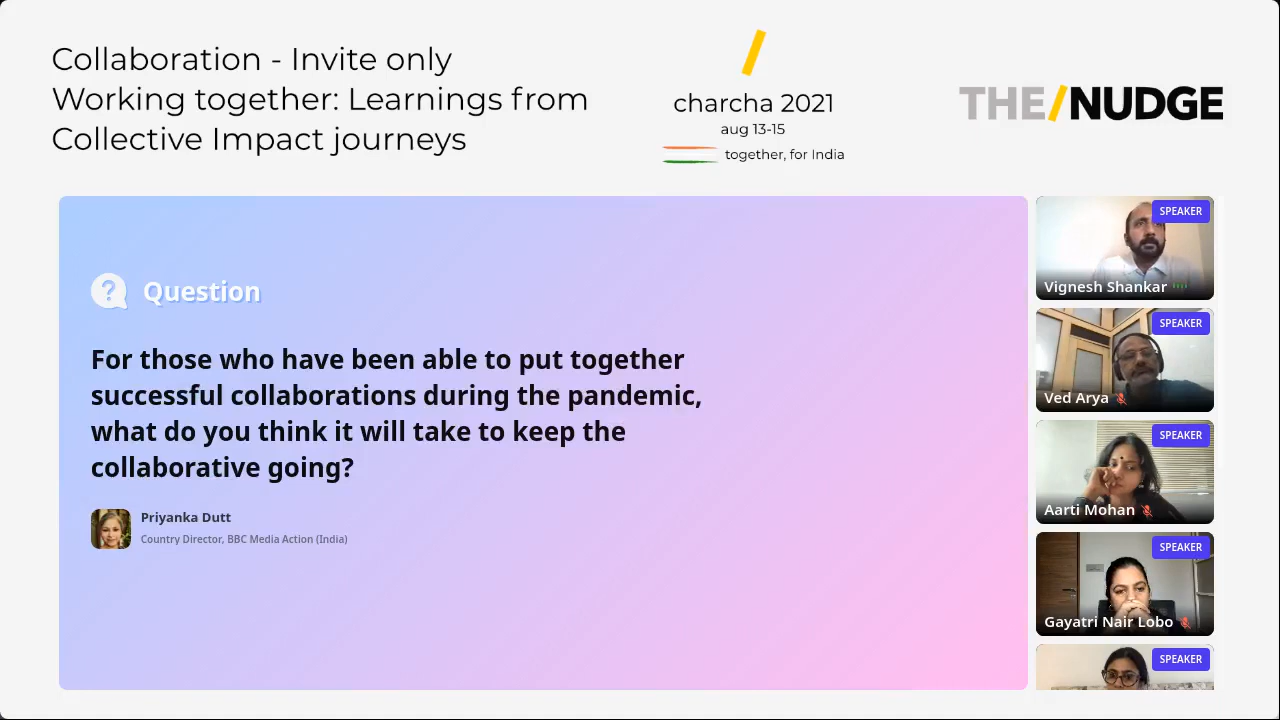 Collaboration - Invite only
Working together: Learnings from
Collective Impact journeys
charcha 2021
aug 13-15
together, for India
THE/NUDGE
Question
For those who have been able to put together
successful collaborations during the pandemic,
what do you think it will take to keep the
collaborative going?
Priyanka Dutt
Country Director, BBC Media Action (India)
SPEAKER
Vignesh Shankar
SPEAKER
Ved Arya
SPEAKER
Aarti Mohan
SPEAKER
Gayatri Nair Lobo
SPEAKER